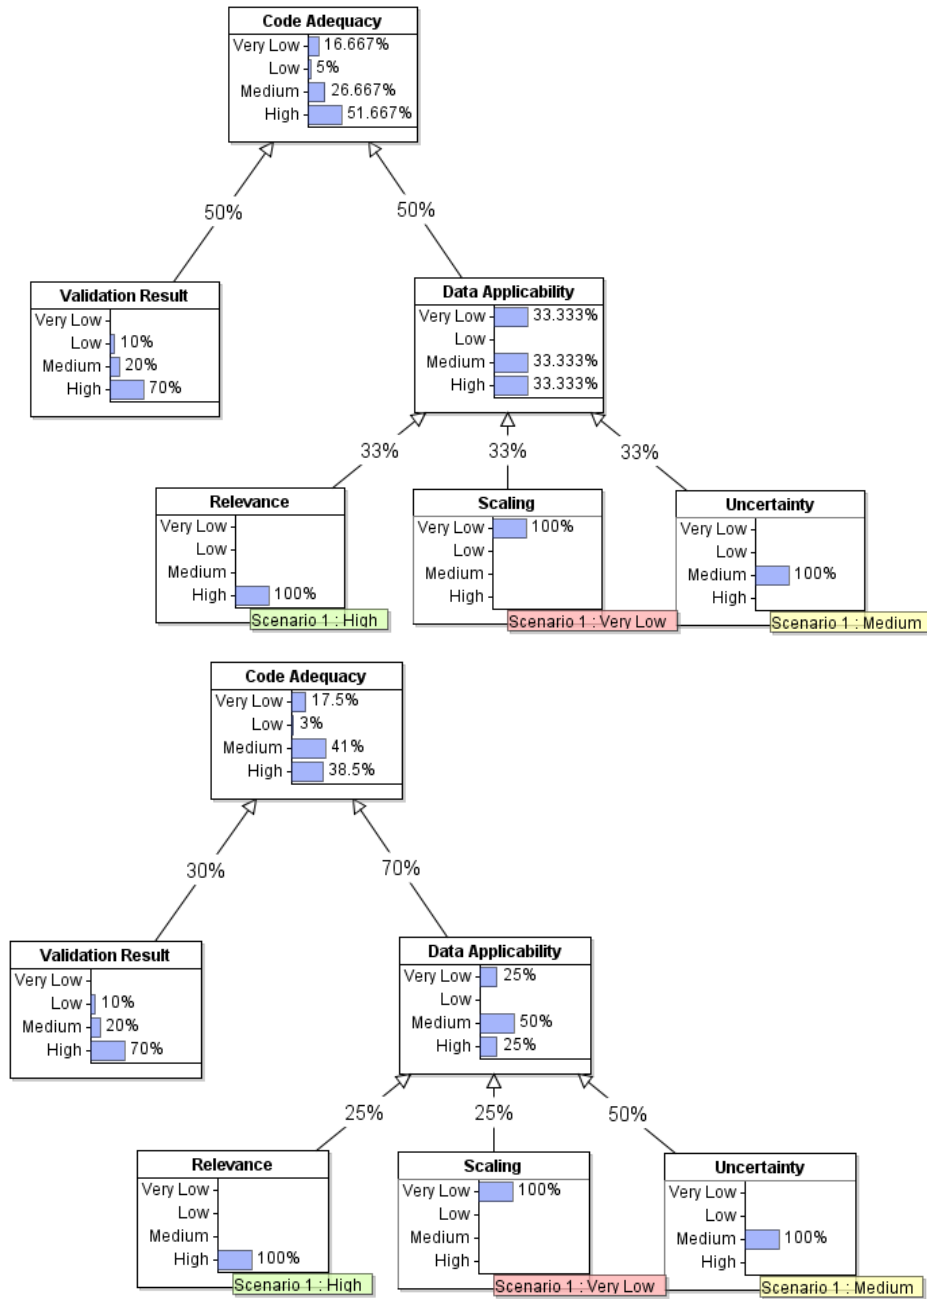 Code Adequacy
Very Low 16.667%
Low 5%
Medium 26.667%
High 51.667%
50% 50%
Validation Result
Very Low
Low 10%
Medium 20%
High 70%
Data Applicability
Very Low 33.333%
Low
Medium 33.333%
High 33.333%
33% 33% 33%
Relevance
Very Low
Low
Medium
High 100%
Scenario 1 : High
Scaling
Very Low 100%
Low
Medium
High
Scenario 1 : Very Low
Uncertainty
Very Low
Low
Medium 100%
High
Scenario 1 : Medium
Code Adequacy
Very Low 17.5%
Low 3%
Medium 41%
High 38.5%
30% 70%
Validation Result
Very Low
Low 10%
Medium 20%
High 70%
Data Applicability
Very Low 25%
Low
Medium 50%
High 25%
25% 25% 50%
Relevance
Very Low
Low
Medium
High 100%
Scenario 1 : High
Scaling
Very Low 100%
Low
Medium
High
Scenario 1 : Very Low
Uncertainty
Very Low
Low
Medium 100%
High
Scenario 1 : Medium